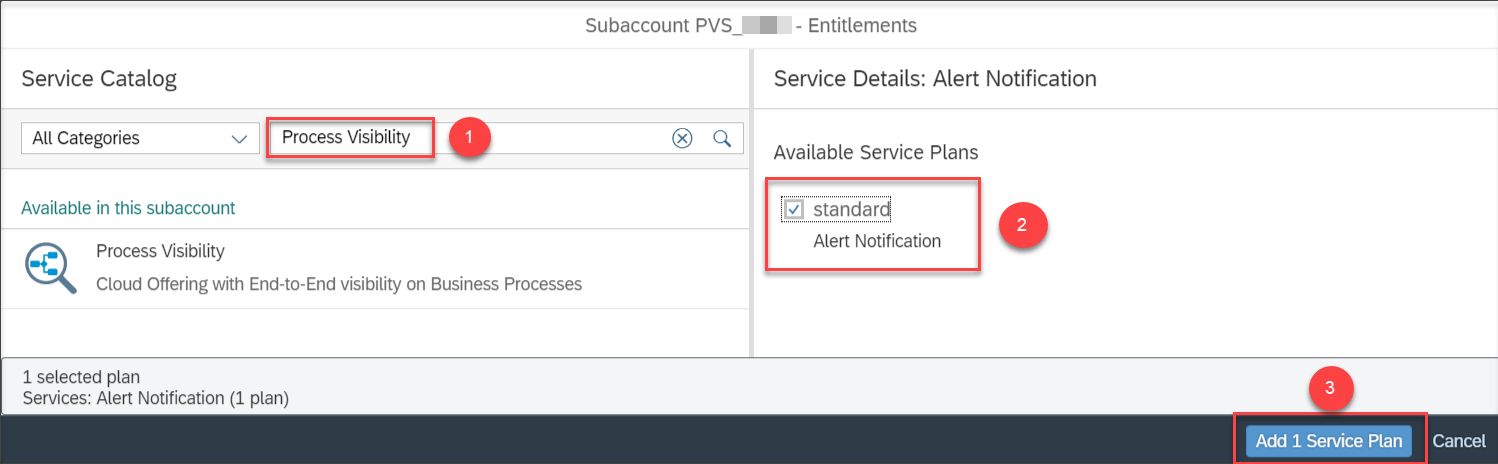 Subaccount PVS_ - Entitlements
Service Catalog
All Categories
Process Visibility
1
Available in this subaccount
Process Visibility
Cloud Offering with End-to-End visibility on Business Processes
Service Details: Alert Notification
Available Service Plans
standard
Alert Notification
2
1 selected plan
Services: Alert Notification (1 plan)
3
Add 1 Service Plan
Cancel